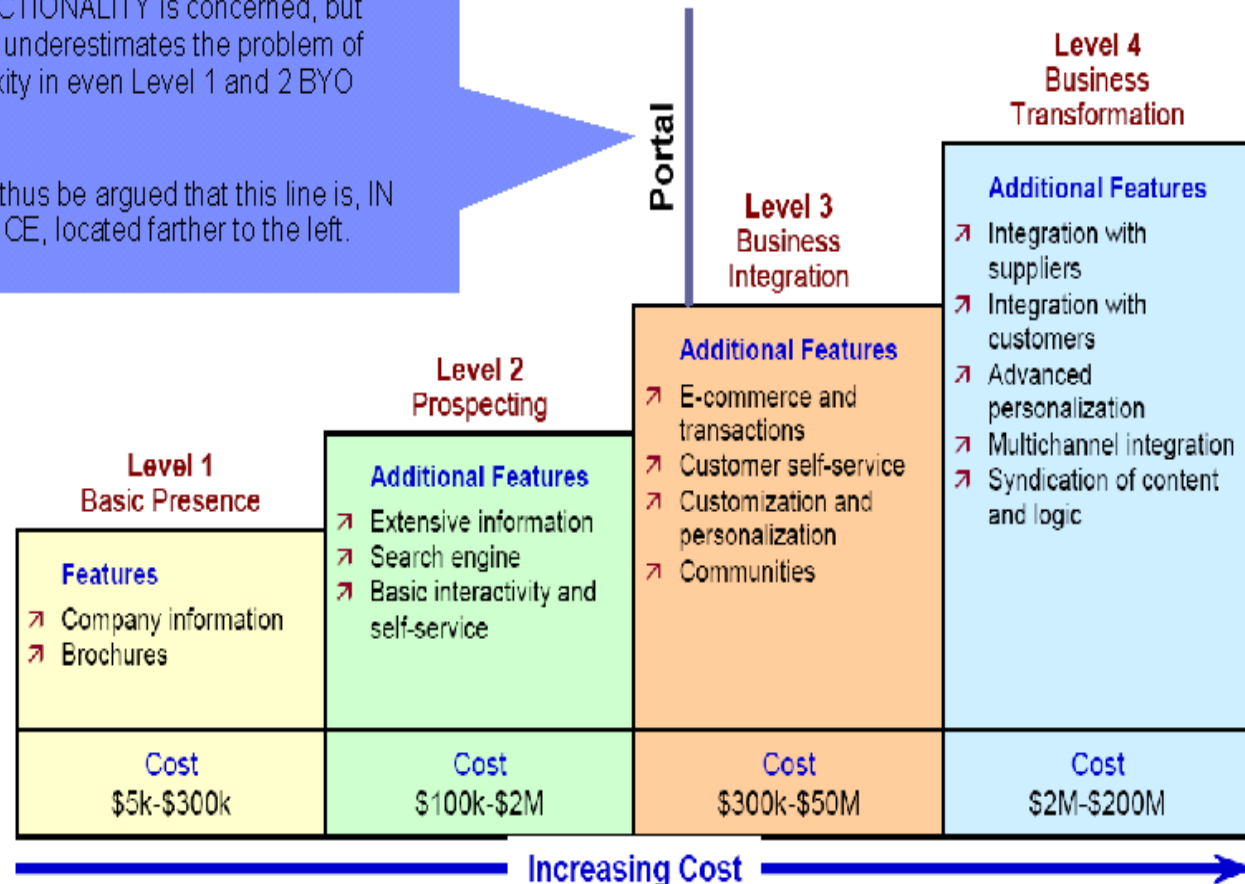 CTIONALITY is concerned, but
underestimates the problem of
xity in even Level 1 and 2 BYO
thus be argued that this line is, IN
CE, located farther to the left.
Portal
Level 1
Basic Presence
Features
Company information
Brochures
Cost
$5k-$300k
Level 2
Prospecting
Additional Features
Extensive information
Search engine
Basic interactivity and
self-service
Cost
$100k-$2M
Level 3
Business
Integration
Additional Features
E-commerce and
transactions
Customer self-service
Customization and
personalization
Communities
Cost
$300k-$50M
Level 4
Business
Transformation
Additional Features
Integration with
suppliers
Integration with
customers
Advanced
personalization
Multichannel integration
Syndication of content
and logic
Cost
$2M-$200M
Increasing Cost